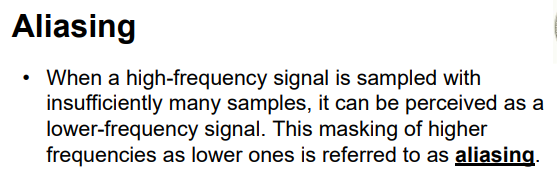 Aliasing
• When a high-frequency signal is sampled with
insufficiently many samples, it can be perceived as a
lower-frequency signal. This masking of higher
frequencies as lower ones is referred to as aliasing.